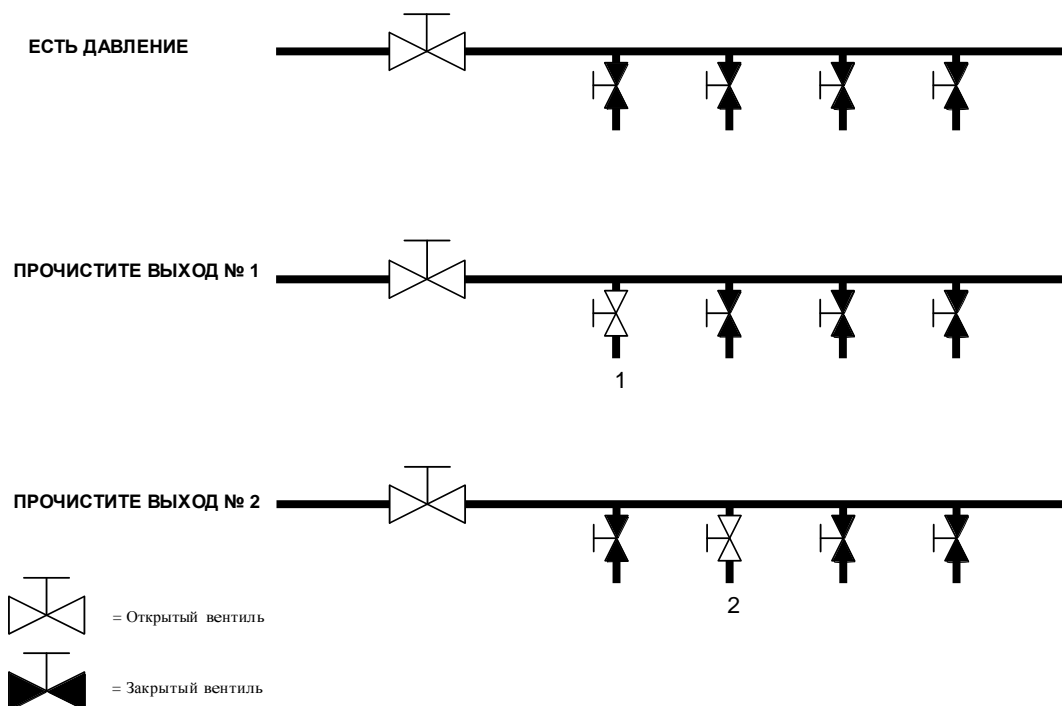 ЕСТЬ ДАВЛЕНИЕ
ПРОЧИСТИТЕ ВЫХОД № 1
1
ПРОЧИСТИТЕ ВЫХОД № 2
2
= Открытый вентиль
= Закрытый вентиль